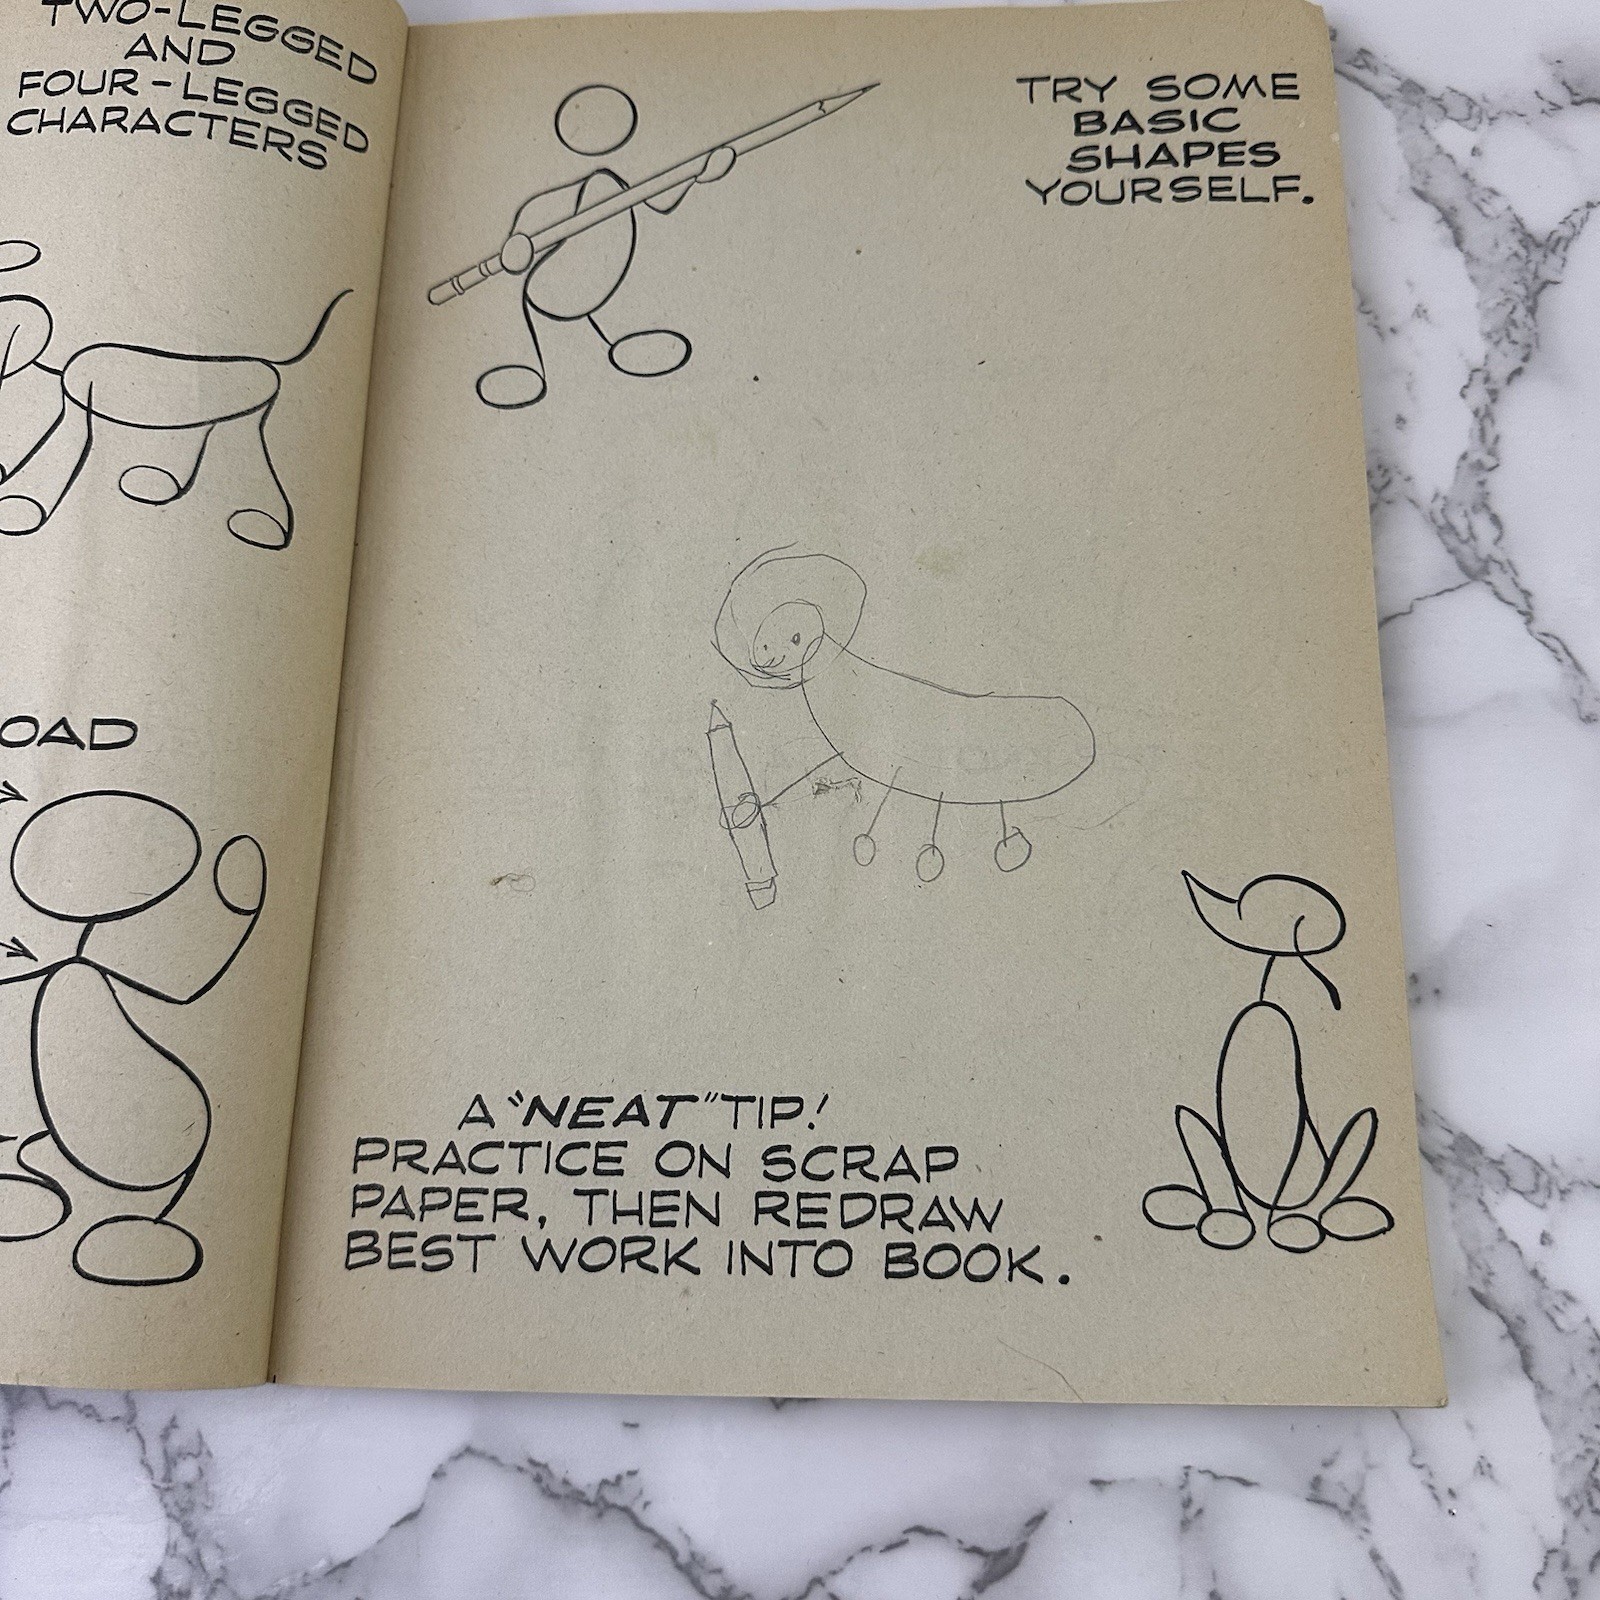 TWO-LEGGED
AND
FOUR-LEGGED
CHARACTERS
OAD
TRY SOME
BASIC
SHAPES
YOURSELF.
A "NEAT" TIP!
PRACTICE ON SCRAP
PAPER, THEN REDRAW
BEST WORK INTO BOOK.